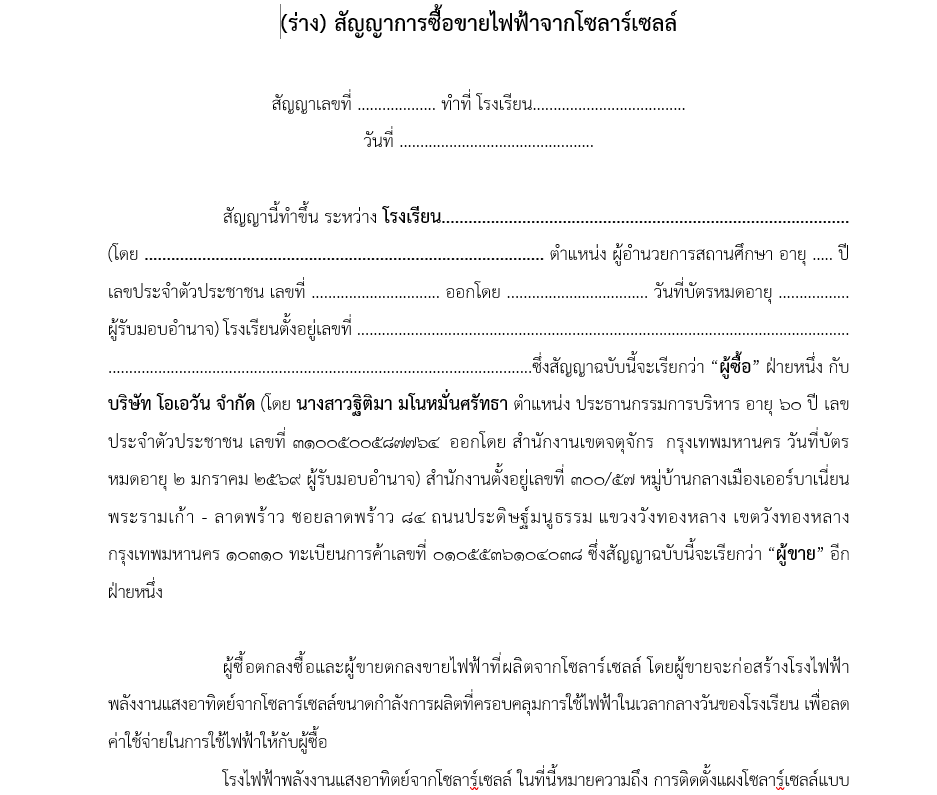 (ร่าง) สัญญาการซื้อขายไฟฟ้าจากโซลาร์เซลล์
สัญญาเลขที่ ................... ทำที่ โรงเรียน.....................................
วันที่ ...............................................
สัญญานี้ทำขึ้น ระหว่าง โรงเรียน...........................................................................................
(โดย ......................................................................................... ตำแหน่ง ผู้อำนวยการสถานศึกษา อายุ ..... ปี
เลขประจำตัวประชาชน เลขที่ ............................... ออกโดย .................................. วันที่บัตรหมดอายุ .................
ผู้รับมอบอำนาจ) โรงเรียนตั้งอยู่เลขที่ .......................................................................................................................
.......................................................................................................ซึ่งสัญญาฉบับนี้จะเรียกว่า “ผู้ซื้อ” ฝ่ายหนึ่ง กับ
บริษัท โอเอวัน จำกัด (โดย นางสาวฐิติมา มโนหมั่นศรัทธา ตำแหน่ง ประธานกรรมการบริหาร อายุ ๖๐ ปี เลข
ประจำตัวประชาชน เลขที่ ๓๑๐๐๕๐๐๕๘๗๗๖๔ ออกโดย สำนักงานเขตจตุจักร กรุงเทพมหานคร วันที่บัตร
หมดอายุ ๒ มกราคม ๒๕๖๙ ผู้รับมอบอำนาจ) สำนักงานตั้งอยู่เลขที่ ๓๐๐/๕๗ หมู่บ้านกลางเมืองเออร์บาเนี่ยน
พระรามเก้า - ลาดพร้าว ซอยลาดพร้าว ๘๔ ถนนประดิษฐ์มนูธรรม แขวงวังทองหลาง เขตวังทองหลาง
กรุงเทพมหานคร ๑๐๓๑๐ ทะเบียนการค้าเลขที่ ๐๑๐๕๕๓๖๑๐๔๐๓๘ ซึ่งสัญญาฉบับนี้จะเรียกว่า “ผู้ขาย” อีก
ฝ่ายหนึ่ง
ผู้ซื้อตกลงซื้อและผู้ขายตกลงขายไฟฟ้าที่ผลิตจากโซลาร์เซลล์ โดยผู้ขายจะก่อสร้างโรงไฟฟ้า
พลังงานแสงอาทิตย์จากโซลาร์เซลล์ขนาดกำลังการผลิตที่ครอบคลุมการใช้ไฟฟ้าในเวลากลางวันของโรงเรียน เพื่อลด
ค่าใช้จ่ายในการใช้ไฟฟ้าให้กับผู้ซื้อ
โรงไฟฟ้าพลังงานแสงอาทิตย์จากโซลาร์เซลล์ ในที่นี้หมายความถึง การติดตั้งแผงโซลาร์เซลล์แบบ